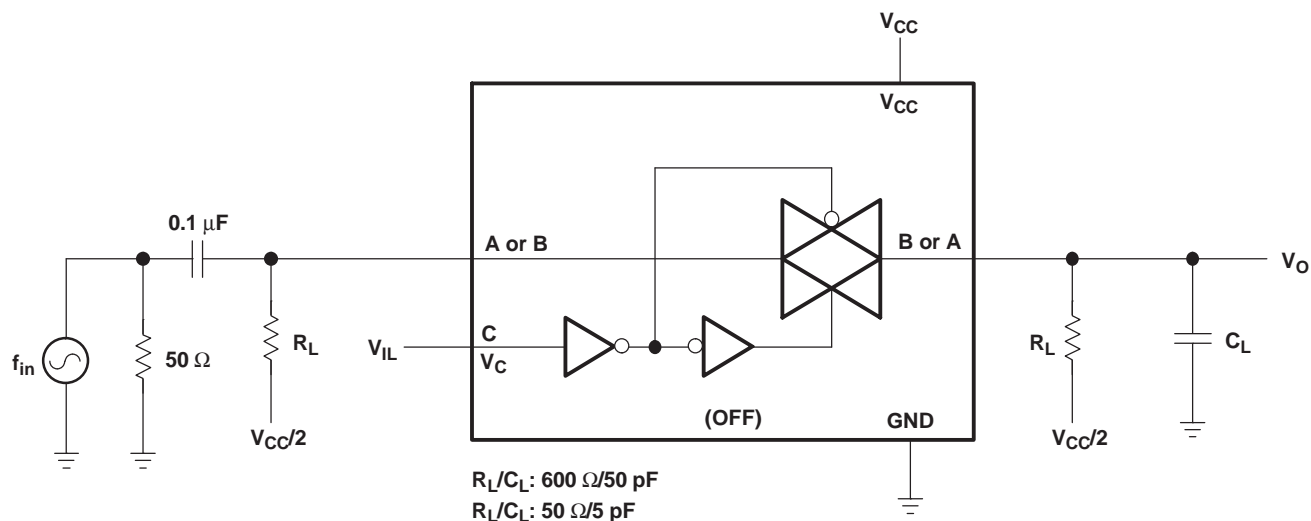 VCC
VCC
0.1 μF
A or B
B or A
VO
fin
50 Ω
RL
VIL
C
VC
RL
CL
VCC/2
(OFF)
GND
VCC/2
RL/CL: 600 Ω/50 pF
RL/CL: 50 Ω/5 pF